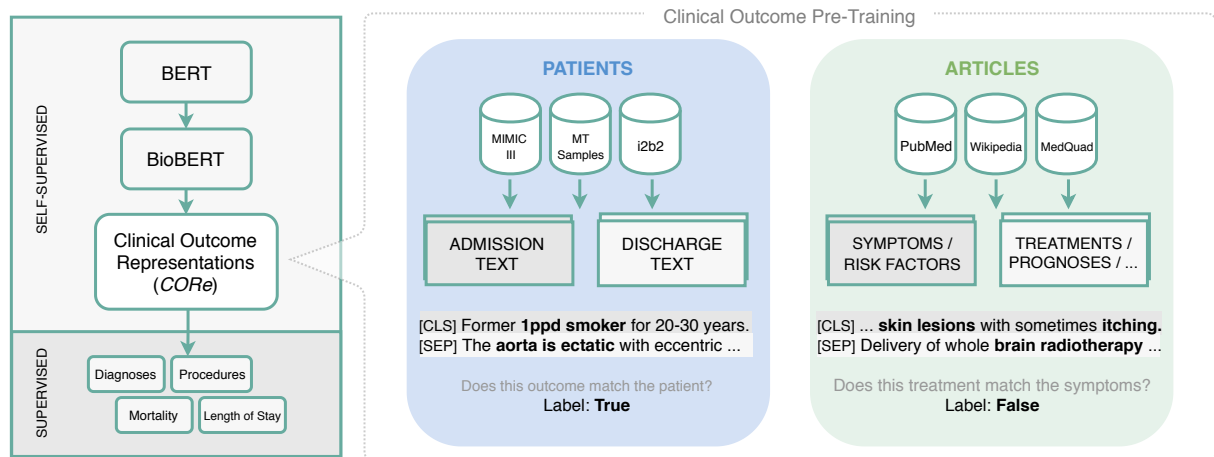 Clinical Outcome Pre-Training
SELF-SUPERVISED
BERT
BioBERT
Clinical Outcome
Representations
(CORe)
SUPERVISED
Diagnoses
Procedures
Mortality
Length of Stay
PATIENTS
MIMIC
III
MT
Samples
i2b2
ADMISSION
TEXT
DISCHARGE
TEXT
[CLS] Former 1ppd smoker for 20-30 years.
[SEP] The aorta is ectatic with eccentric ...
Does this outcome match the patient?
Label: True
ARTICLES
PubMed
Wikipedia
MedQuad
SYMPTOMS /
RISK FACTORS
TREATMENTS /
PROGNOSES / ...
[CLS] ... skin lesions with sometimes itching.
[SEP] Delivery of whole brain radiotherapy ...
Does this treatment match the symptoms?
Label: False